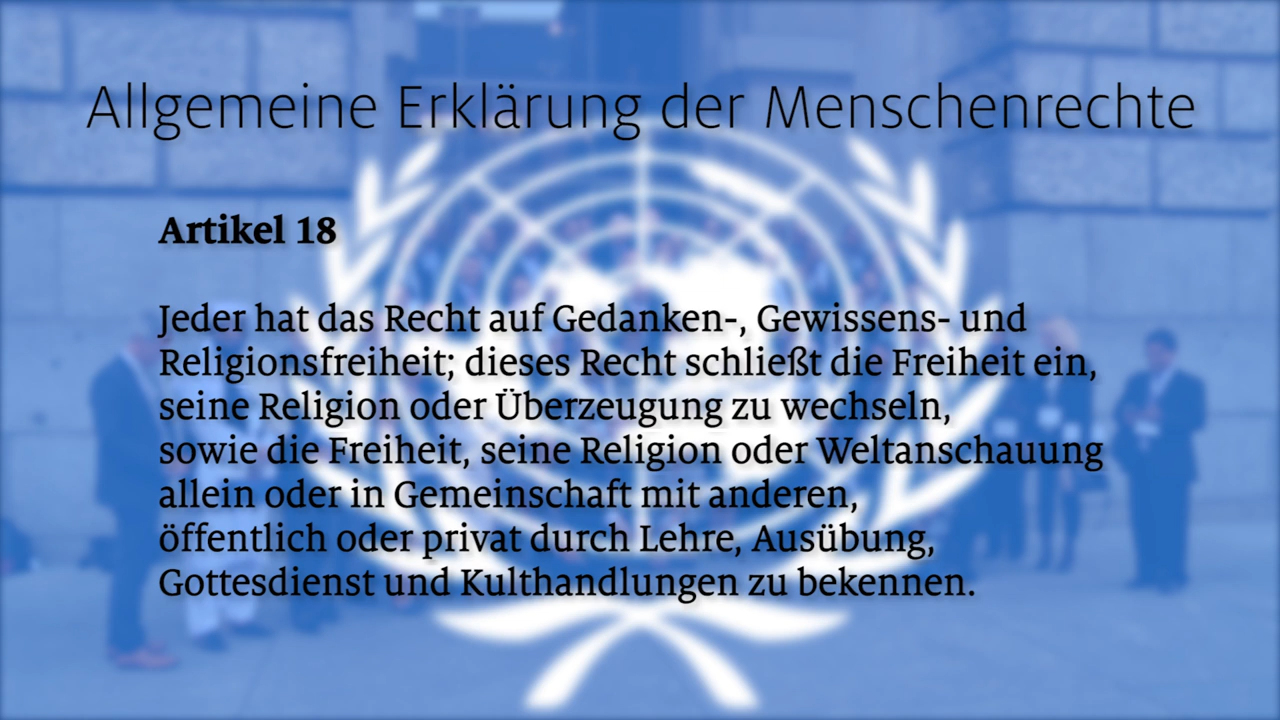 Allgemeine Erklärung der Menschenrechte
Artikel 18
Jeder hat das Recht auf Gedanken-, Gewissens- und
Religionsfreiheit; dieses Recht schließt die Freiheit ein,
seine Religion oder Überzeugung zu wechseln,
sowie die Freiheit, seine Religion oder Weltanschauung
allein oder in Gemeinschaft mit anderen,
öffentlich oder privat durch Lehre, Ausübung,
Gottesdienst und Kulthandlungen zu bekennen.